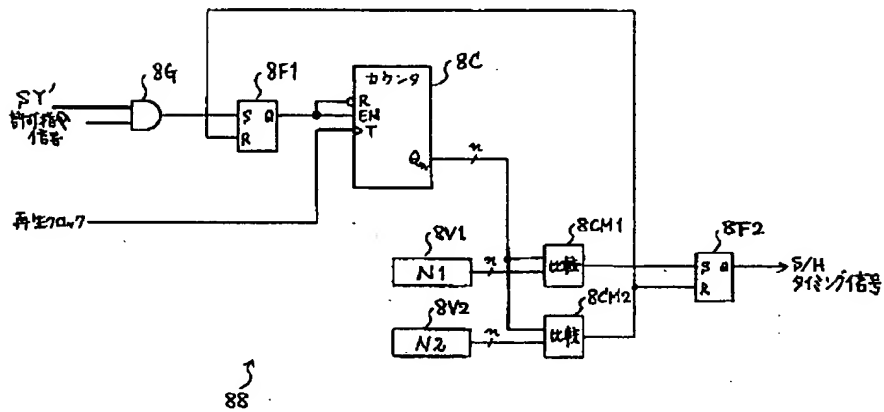 8G
8F1
8C
SY'
許可指令
信号
S Q
R
カウンタ
R
EN
T
Qn
n
再生クロック
8V1
N1
n
8CM1
比較
8F2
S Q
R
S/H
タイミング信号
8V2
N2
n
8CM2
比較
88